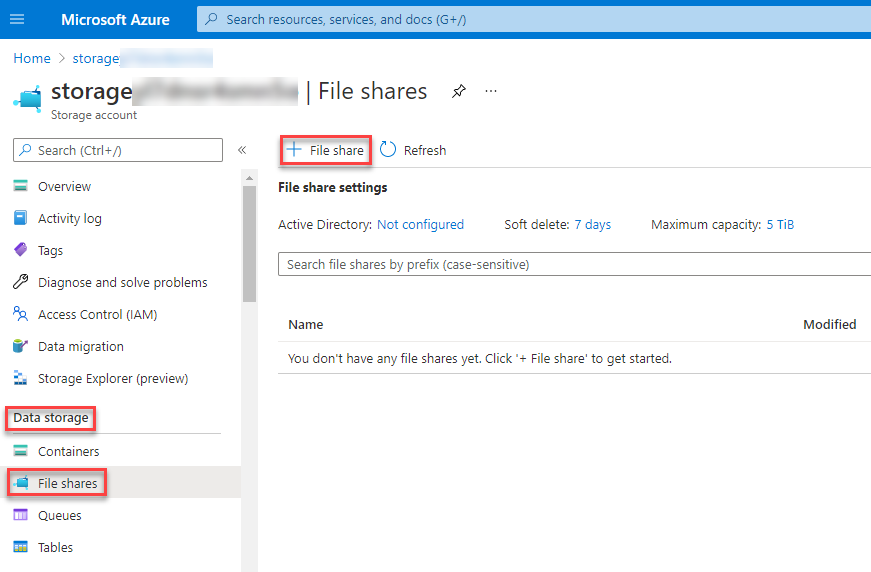 Microsoft Azure
Search resources, services, and docs (G+/)
Home > storage
storage | File shares ...
Storage account
Search (Ctrl+/) «
Overview
Activity log
Tags
Diagnose and solve problems
Access Control (IAM)
Data migration
Storage Explorer (preview)
Data storage
Containers
File shares
Queues
Tables
+ File share Refresh
File share settings
Active Directory: Not configured Soft delete: 7 days Maximum capacity: 5 TiB
Search file shares by prefix (case-sensitive)
Name Modified
You don't have any file shares yet. Click '+ File share' to get started.